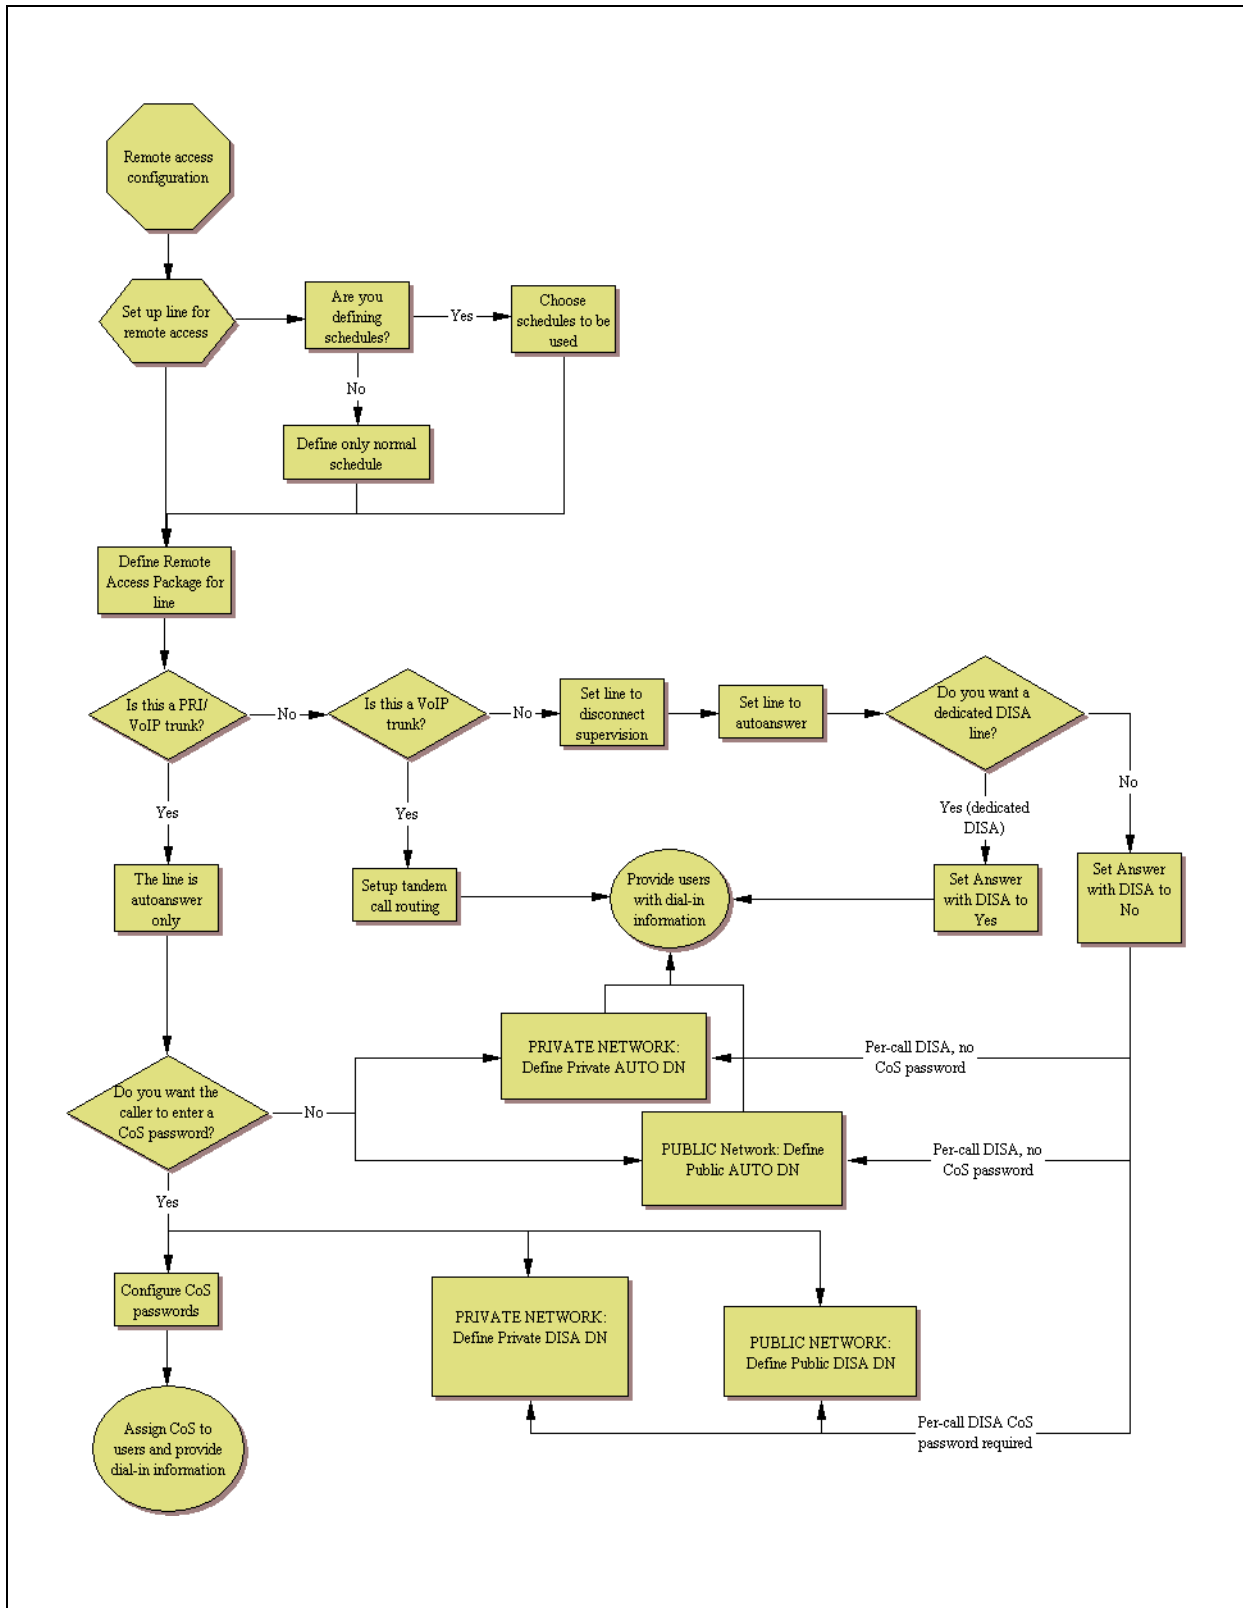 Remote access
configuration
Set up line for
remote access
Are you
defining
schedules?
Yes
Choose
schedules to be
used
No
Define only normal
schedule
Define Remote
Access Package for
line
Is this a PRI/
VoIP trunk?
No
Is this a VoIP
trunk?
No
Set line to
disconnect
supervision
Set line to
autoanswer
Do you want a
dedicated DISA
line?
No
Yes
Yes
Yes (dedicated
DISA)
The line is
autoanswer
only
Setup tandem
call routing
Provide users
with dial-in
information
Set Answer
with DISA to
Yes
Set Answer
with DISA to
No
PRIVATE NETWORK:
Define Private AUTO DN
Per-call DISA, no
CoS password
Do you want the
caller to enter a
CoS password?
No
PUBLIC Network: Define
Public AUTO DN
Per-call DISA, no
CoS password
Yes
Configure CoS
passwords
PRIVATE NETWORK:
Define Private DISA DN
PUBLIC NETWORK:
Define Public DISA DN
Assign CoS to
users and provide
dial-in information
Per-call DISA CoS
password required